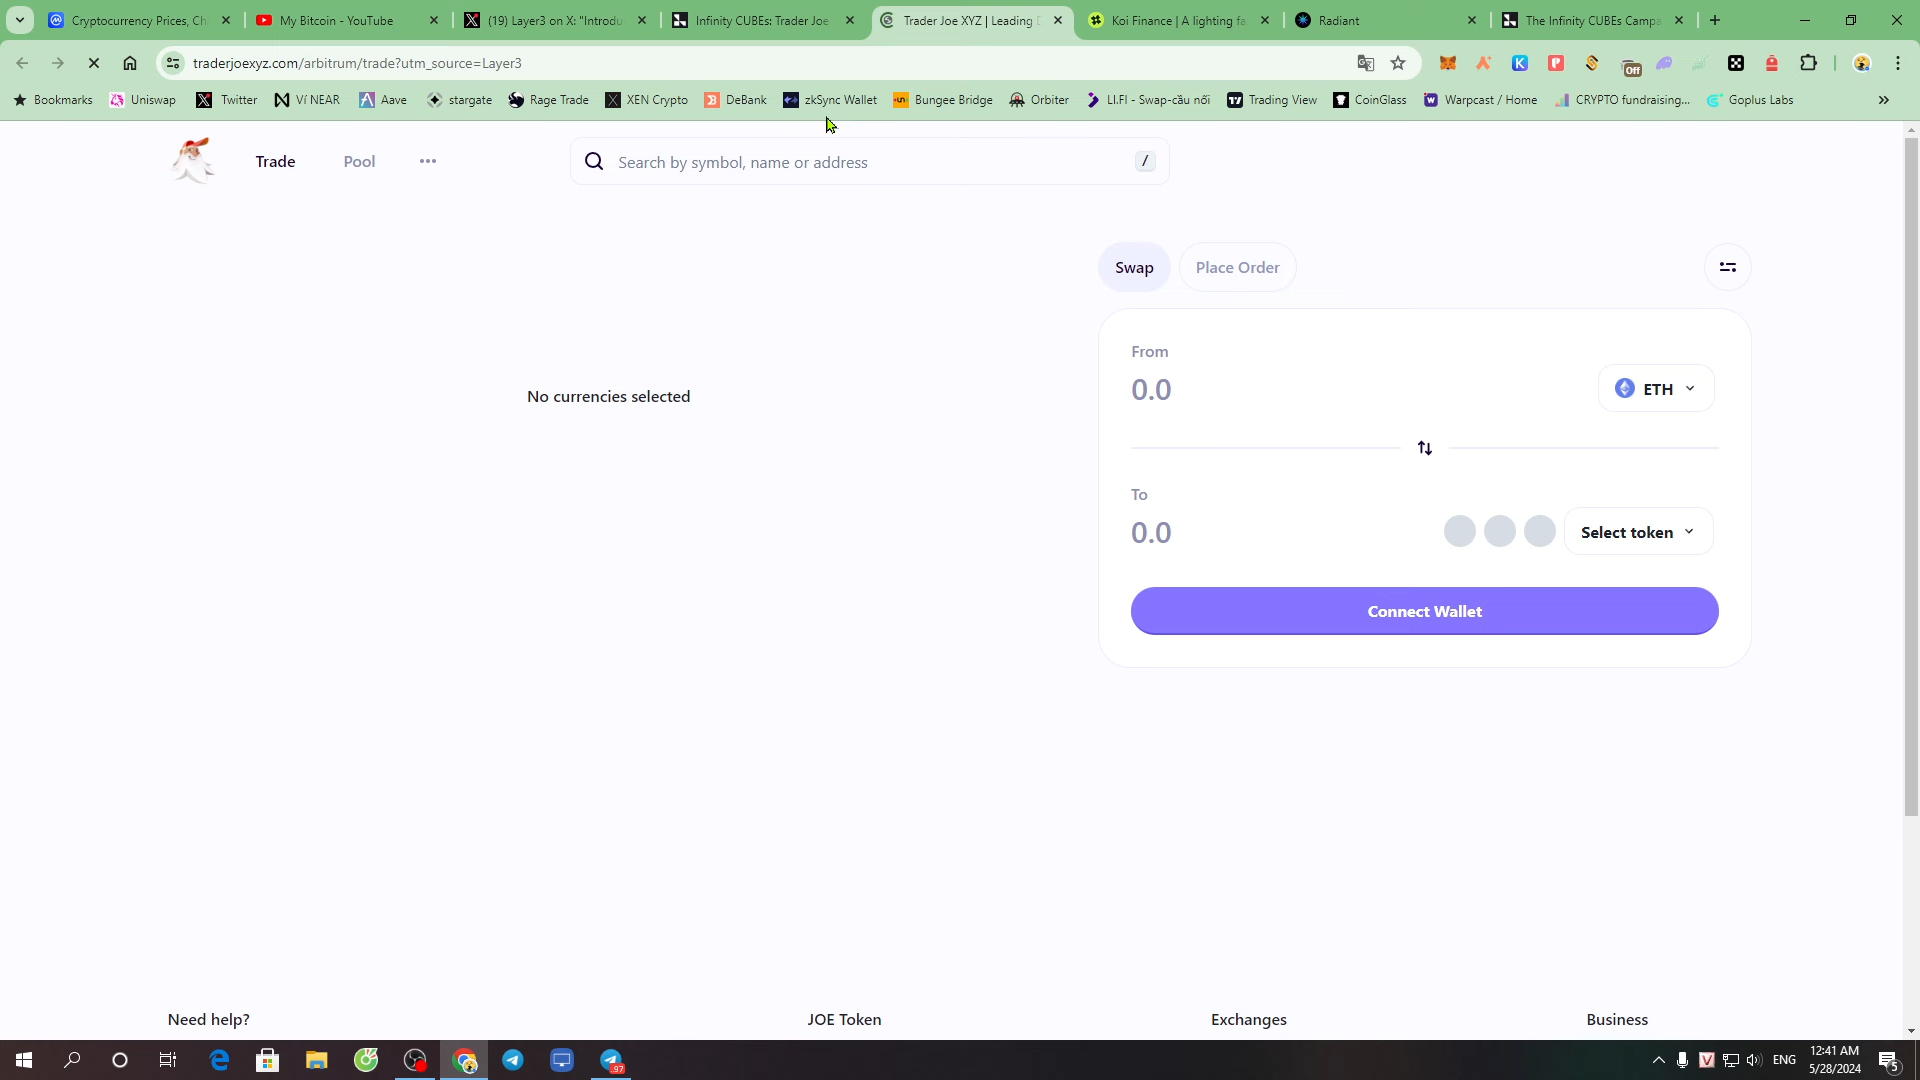 Cryptocurrency Prices, Ch
My Bitcoin - YouTube
(19) Layer3 on X: "Introdu
Infinity CUBEs: Trader Joe
Trader Joe XYZ | Leading D
Koi Finance | A lighting fa
Radiant
The Infinity CUBEs Campa
traderjoexyz.com/arbitrum/trade?utm_source=Layer3
Off
Bookmarks
Uniswap
Twitter
Ví NEAR
Aave
stargate
Rage Trade
XEN Crypto
DeBank
zkSync Wallet
Bungee Bridge
Orbiter
LI.FI - Swap-cầu nối
Trading View
CoinGlass
Warpcast / Home
CRYPTO fundraising...
Goplus Labs
Trade
Pool
Search by symbol, name or address
/
Swap
Place Order
From
0.0
ETH
No currencies selected
To
0.0
Select token
Connect Wallet
Need help?
JOE Token
Exchanges
Business
97
ENG
12:41 AM
5/28/2024
5